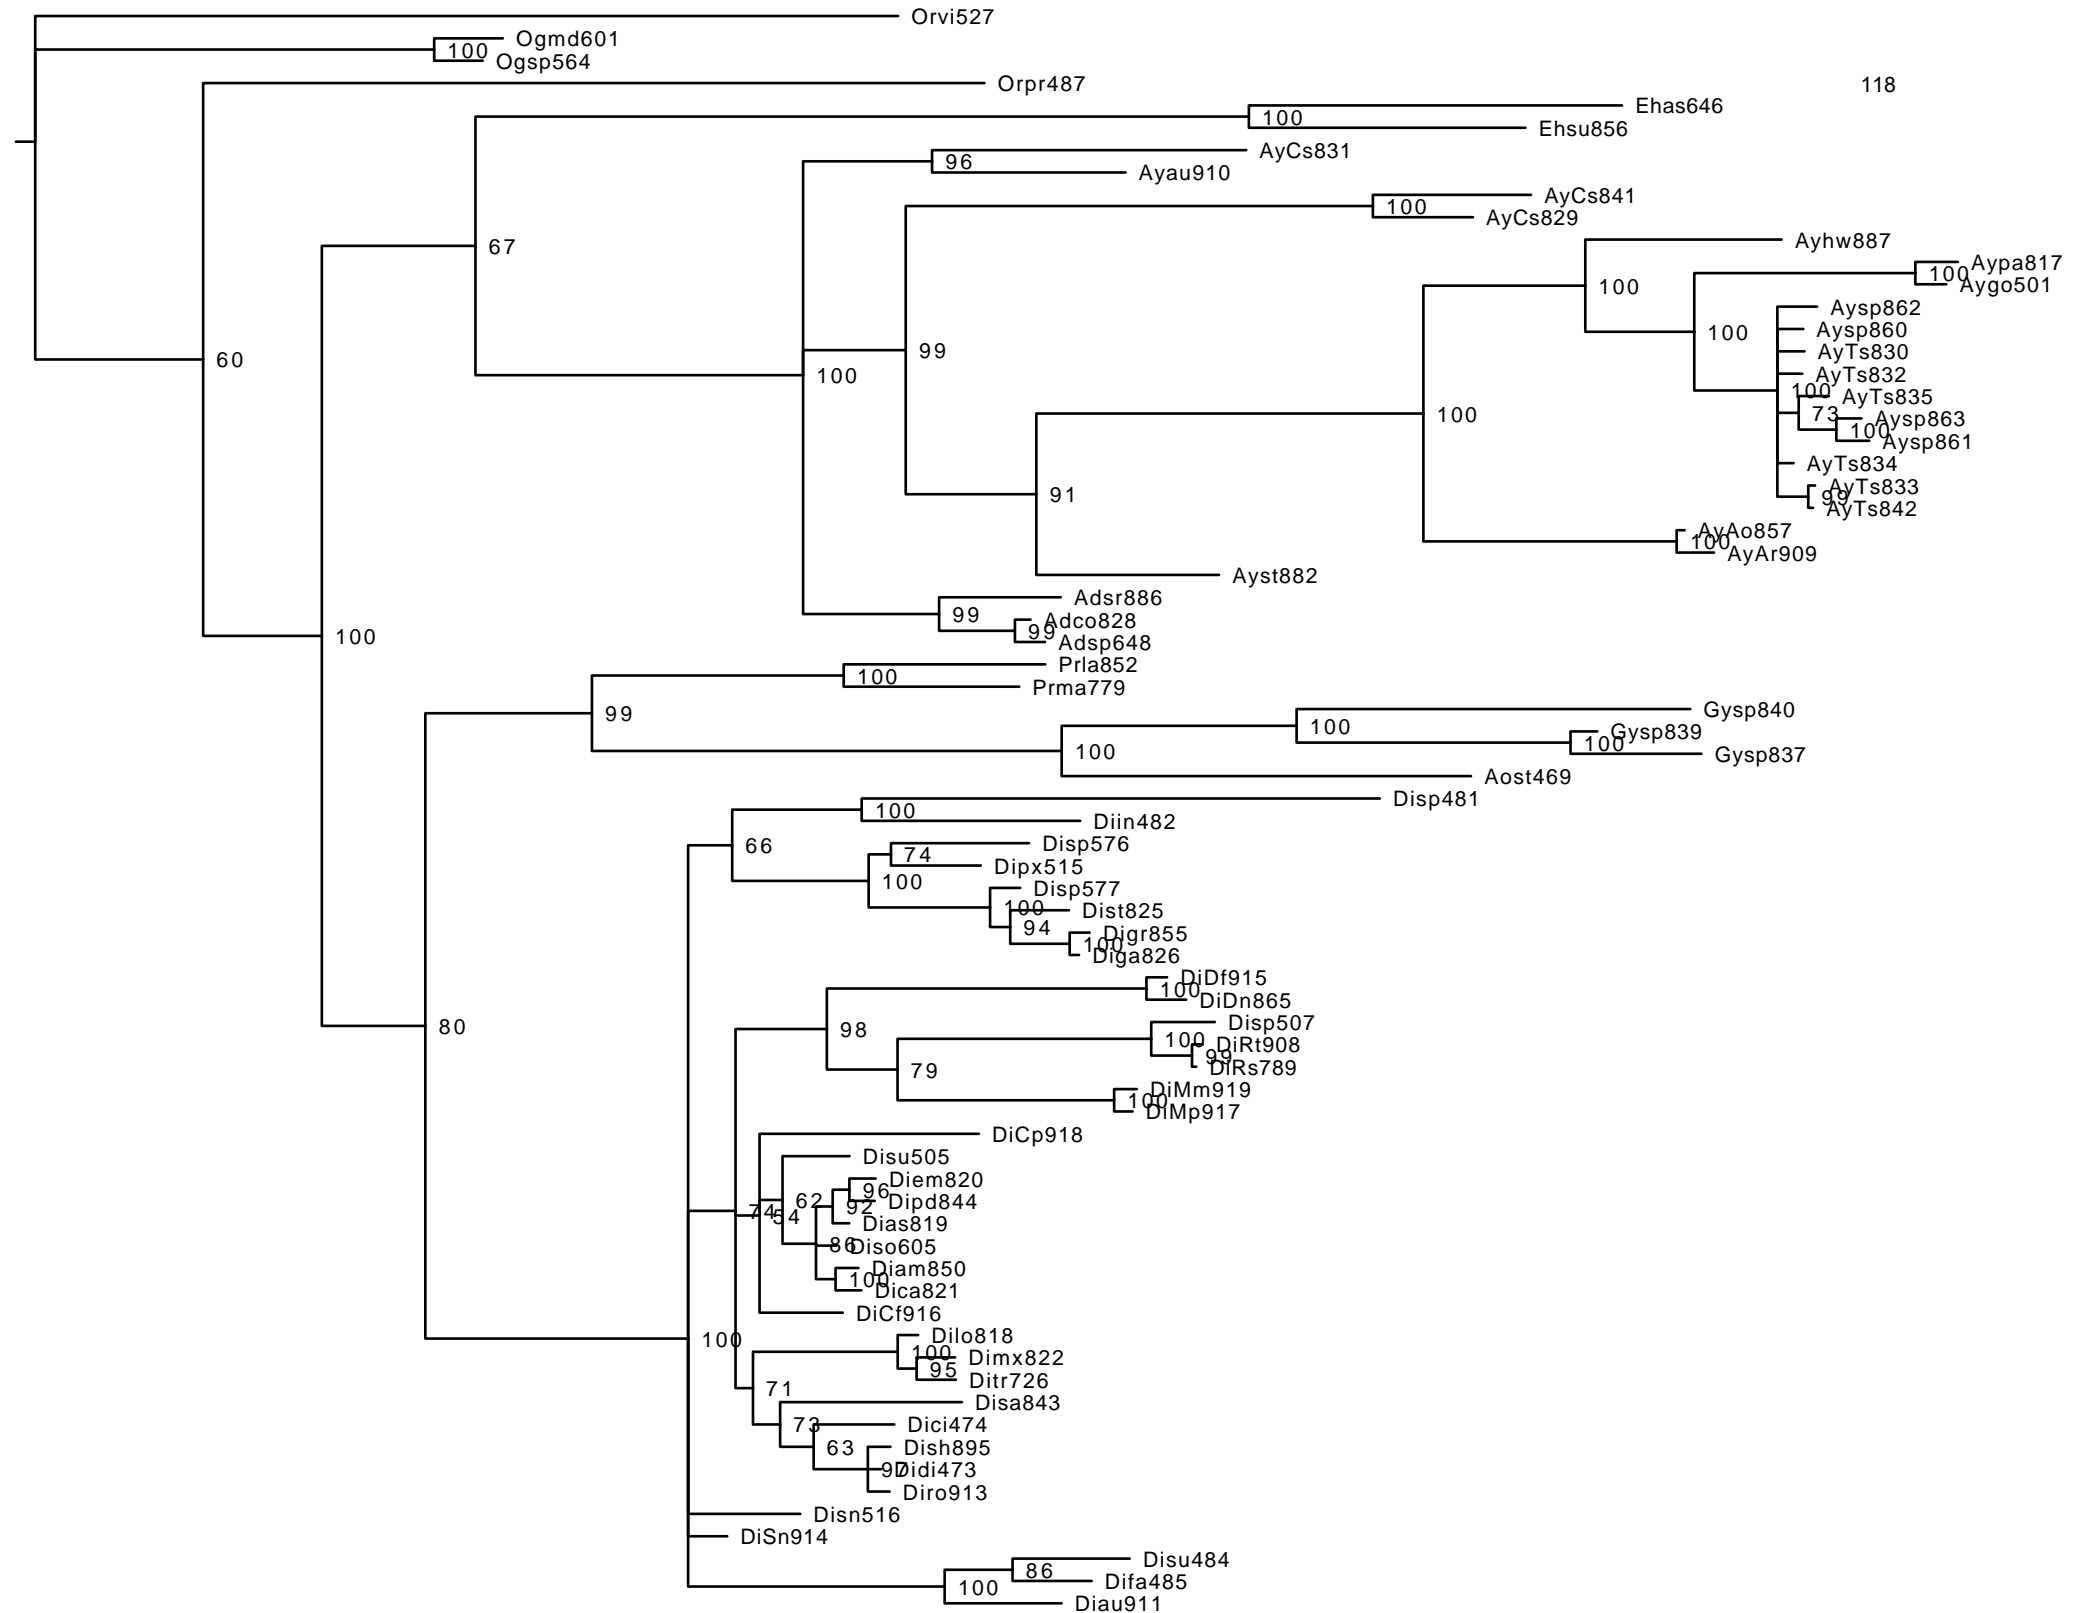 Orvi527
Ogmd601
100
Ogsp564
Orpr487
118
Ehas646
100
Ehsu856
AyCs831
96
Ayau910
AyCs841
100
AyCs829
Ayhw887
67
Aypa817
100
Aygo501
100
Aysp862
Aysp860
100
AyTs830
99
60
AyTs832
100
100
AyTs835
73
Aysp863
100
100
Aysp861
AyTs834
AyTs833
91
99
AyTs842
AyAo857
100
AyAr909
Ayst882
Adsr886
99
Adco828
99
100
Adsp648
Prla852
100
Prma779
Gysp840
99
100
Gysp839
100
100
Gysp837
Aost469
Disp481
100
Diin482
66
Disp576
74
Dipx515
100
Disp577
100
Dist825
94
Digr855
100
Diga826
DiDf915
100
DiDn865
Disp507
80
98
100
DiRt908
99
DiRs789
79
DiMm919
100
DiMp917
DiCp918
Disu505
Diem820
96
Dipd844
62
92
74
54
Dias819
86
Diso605
Diam850
100
Dica821
DiCf916
Dilo818
100
100
Dimx822
95
Ditr726
71
Disa843
73
Dici474
63
Dish895
97
Didi473
Diro913
Disn516
DiSn914
Disu484
86
Difa485
100
Diau911